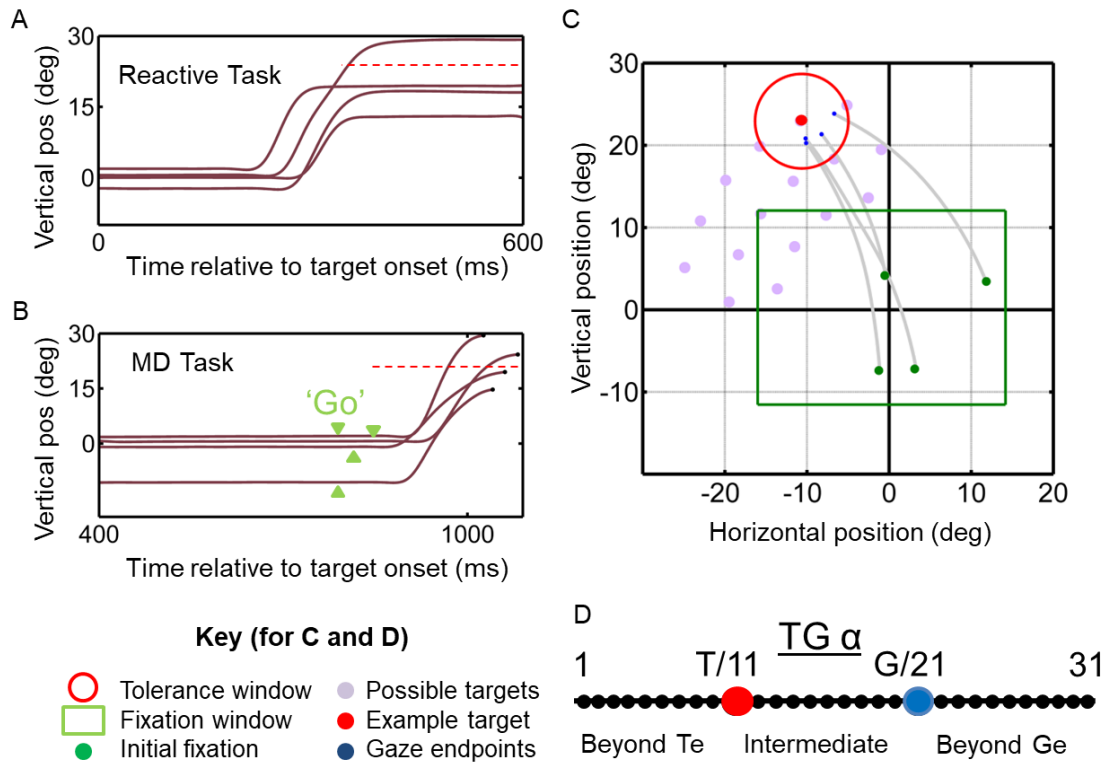 A
Vertical pos (deg)
30
15
0
Reactive Task
0
600
Time relative to target onset (ms)
B
Vertical pos (deg)
30
15
0
MD Task
'Go'
400
1000
Time relative to target onset (ms)
C
Vertical position (deg)
30
20
10
0
-10
-20
-10
0
10
20
Horizontal position (deg)
Key (for C and D)
Tolerance window
Fixation window
Initial fixation
Possible targets
Example target
Gaze endpoints
D
TG α
1
T/11
G/21
31
Beyond Te
Intermediate
Beyond Ge